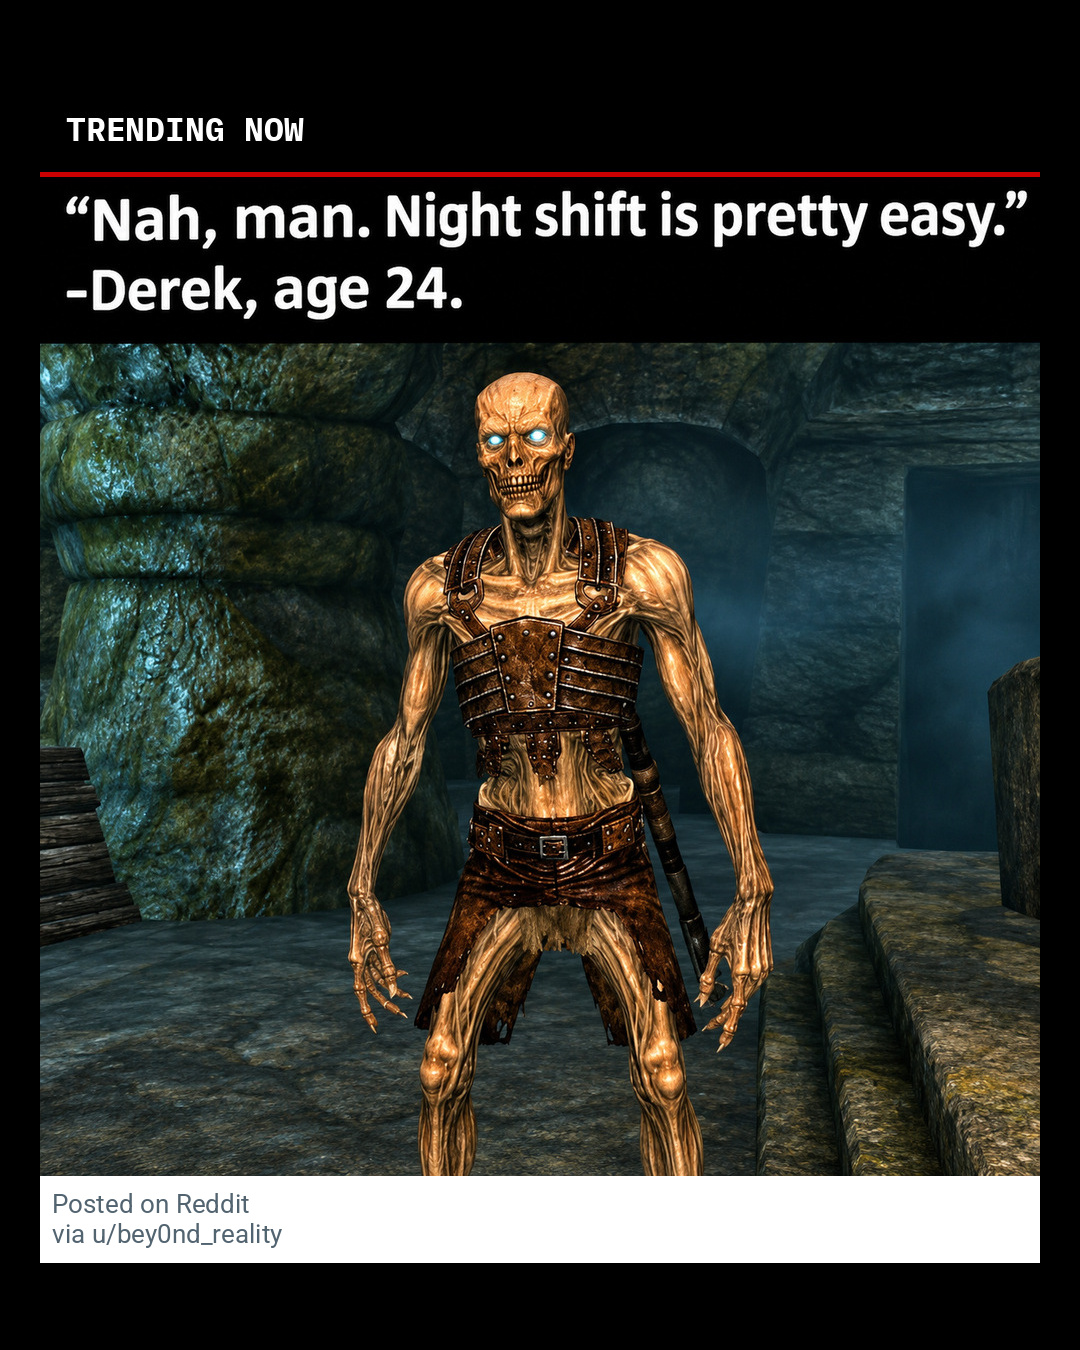 TRENDING NOW
“Nah, man. Night shift is pretty easy.”
–Derek, age 24.
Posted on Reddit
via u/bey0nd_reality